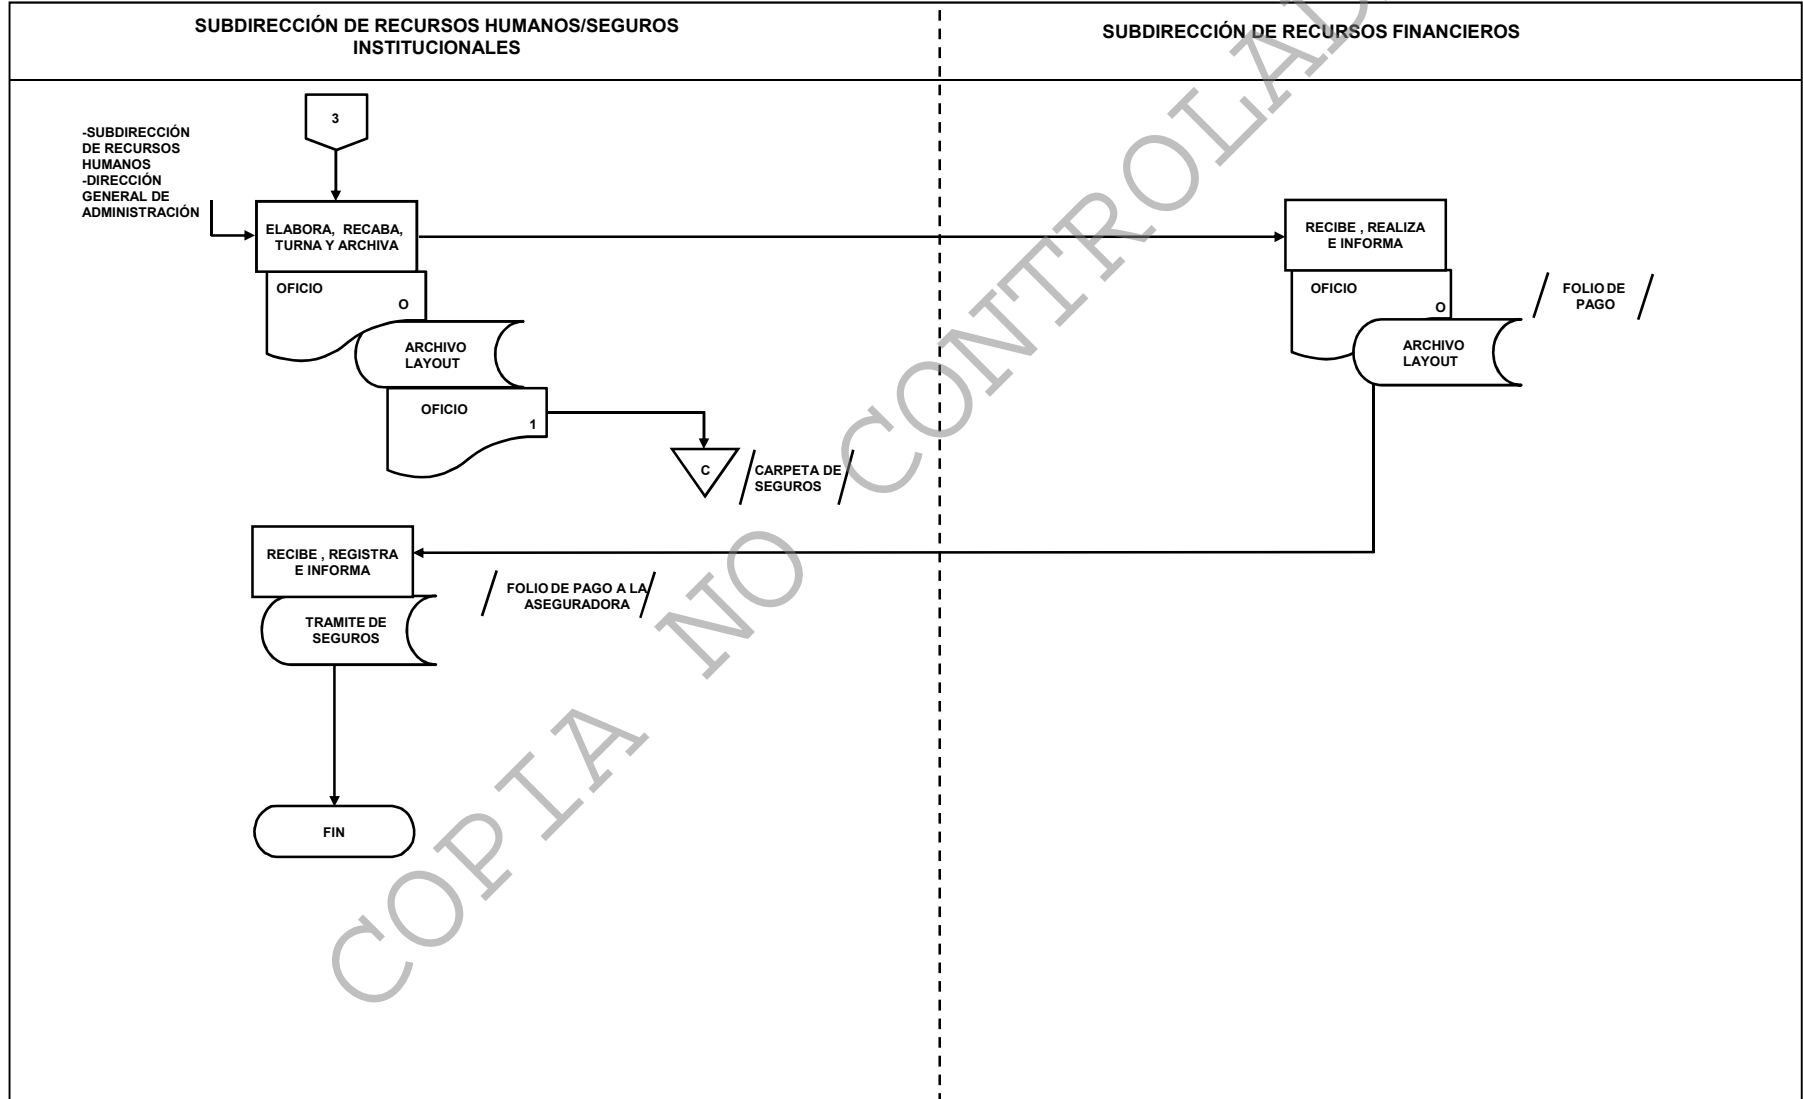 SUBDIRECCIÓN DE RECURSOS HUMANOS/SEGUROS
INSTITUCIONALES
SUBDIRECCIÓN DE RECURSOS FINANCIEROS
3
-SUBDIRECCIÓN
DE RECURSOS
HUMANOS
-DIRECCIÓN
GENERAL DE
ADMINISTRACIÓN
ELABORA, RECABA,
TURNA Y ARCHIVA
OFICIO
O
ARCHIVO
LAYOUT
OFICIO
1
C
CARPETA DE
SEGUROS
RECIBE , REALIZA
E INFORMA
OFICIO
O
ARCHIVO
LAYOUT
FOLIO DE
PAGO
RECIBE , REGISTRA
E INFORMA
TRAMITE DE
SEGUROS
FOLIO DE PAGO A LA
ASEGURADORA
FIN
COPIA NO CONTROLAD